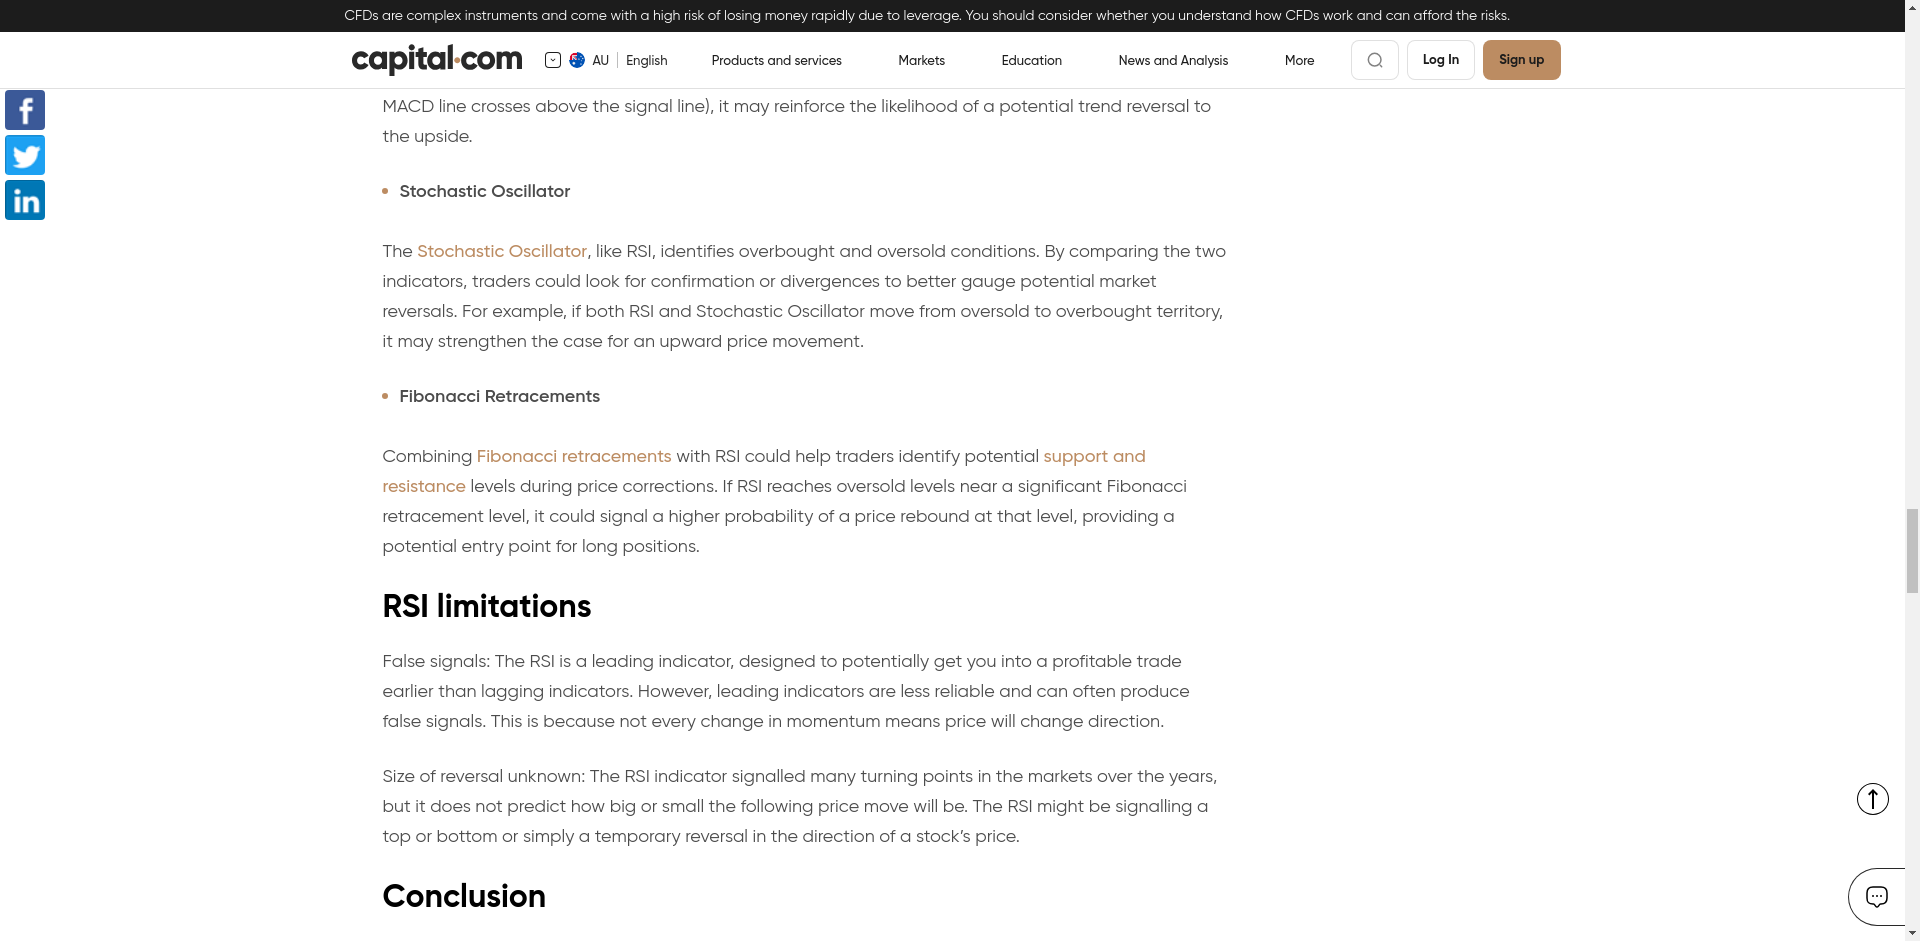 CFDs are complex instruments and come with a high risk of losing money rapidly due to leverage. You should consider whether you understand how CFDs work and can afford the risks.
capital.com AU English Products and services Markets Education News and Analysis More Log In Sign up
MACD line crosses above the signal line), it may reinforce the likelihood of a potential trend reversal to
the upside.
f
in
• Stochastic Oscillator
The Stochastic Oscillator, like RSI, identifies overbought and oversold conditions. By comparing the two
indicators, traders could look for confirmation or divergences to better gauge potential market
reversals. For example, if both RSI and Stochastic Oscillator move from oversold to overbought territory,
it may strengthen the case for an upward price movement.
• Fibonacci Retracements
Combining Fibonacci retracements with RSI could help traders identify potential support and
resistance levels during price corrections. If RSI reaches oversold levels near a significant Fibonacci
retracement level, it could signal a higher probability of a price rebound at that level, providing a
potential entry point for long positions.
RSI limitations
False signals: The RSI is a leading indicator, designed to potentially get you into a profitable trade
earlier than lagging indicators. However, leading indicators are less reliable and can often produce
false signals. This is because not every change in momentum means price will change direction.
Size of reversal unknown: The RSI indicator signalled many turning points in the markets over the years,
but it does not predict how big or small the following price move will be. The RSI might be signalling a
top or bottom or simply a temporary reversal in the direction of a stock’s price.
Conclusion